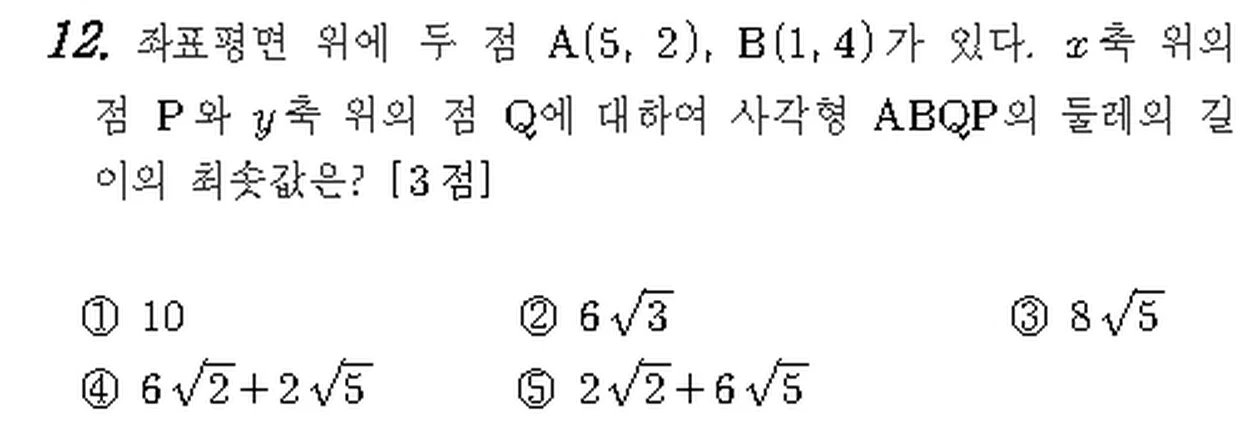 12. 좌표평면 위에 두 점 A(5, 2), B(1, 4)가 있다. x축 위의
점 P와 y축 위의 점 Q에 대하여 사각형 ABQP의 둘레의 길
이의 최솟값은? [3점]
① 10 ② 6√3 ③ 8√5
④ 6√2+2√5 ⑤ 2√2+6√5